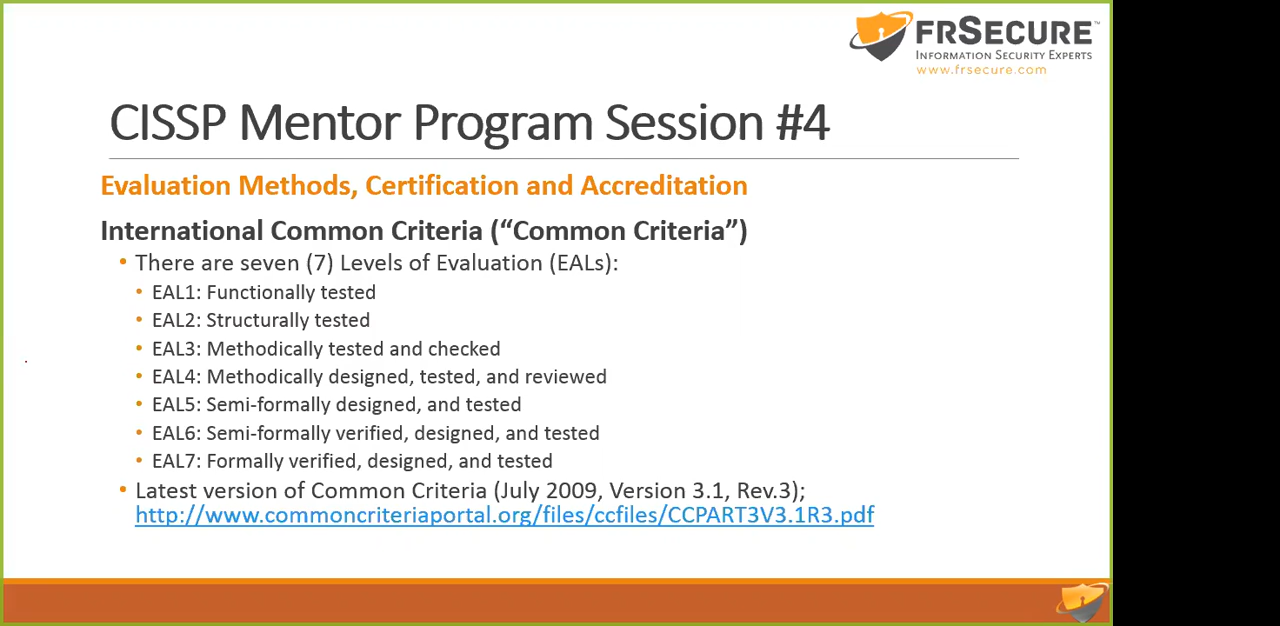 FRSECURE™
INFORMATION SECURITY EXPERTS
www.frsecure.com
CISSP Mentor Program Session #4
Evaluation Methods, Certification and Accreditation
International Common Criteria (“Common Criteria”)
• There are seven (7) Levels of Evaluation (EALs):
• EAL1: Functionally tested
• EAL2: Structurally tested
• EAL3: Methodically tested and checked
• EAL4: Methodically designed, tested, and reviewed
• EAL5: Semi-formally designed, and tested
• EAL6: Semi-formally verified, designed, and tested
• EAL7: Formally verified, designed, and tested
• Latest version of Common Criteria (July 2009, Version 3.1, Rev.3);
http://www.commoncriteriaportal.org/files/ccfiles/CCPART3V3.1R3.pdf